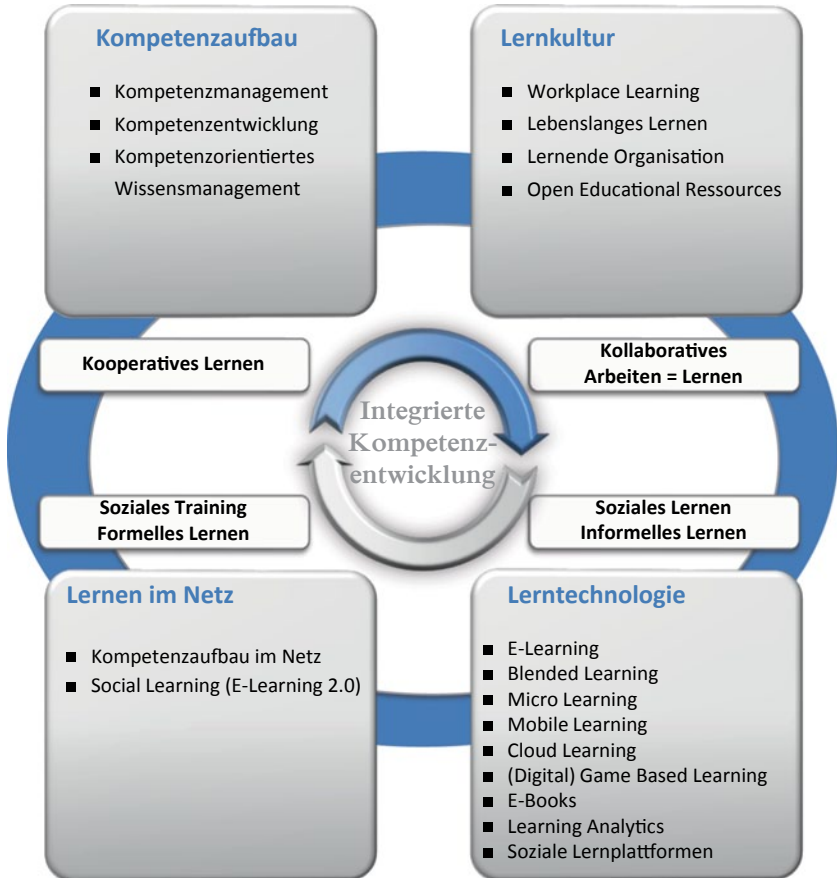 Kompetenzaufbau
■ Kompetenzmanagement
■ Kompetenzentwicklung
■ Kompetenzorientiertes
Wissensmanagement
Lernkultur
■ Workplace Learning
■ Lebenslanges Lernen
■ Lernende Organisation
■ Open Educational Ressources
Kooperatives Lernen
Kollaboratives
Arbeiten = Lernen
Integrierte
Kompetenz-
entwicklung
Soziales Training
Formelles Lernen
Soziales Lernen
Informelles Lernen
Lernen im Netz
■ Kompetenzaufbau im Netz
■ Social Learning (E-Learning 2.0)
Lerntechnologie
■ E-Learning
■ Blended Learning
■ Micro Learning
■ Mobile Learning
■ Cloud Learning
■ (Digital) Game Based Learning
■ E-Books
■ Learning Analytics
■ Soziale Lernplattformen